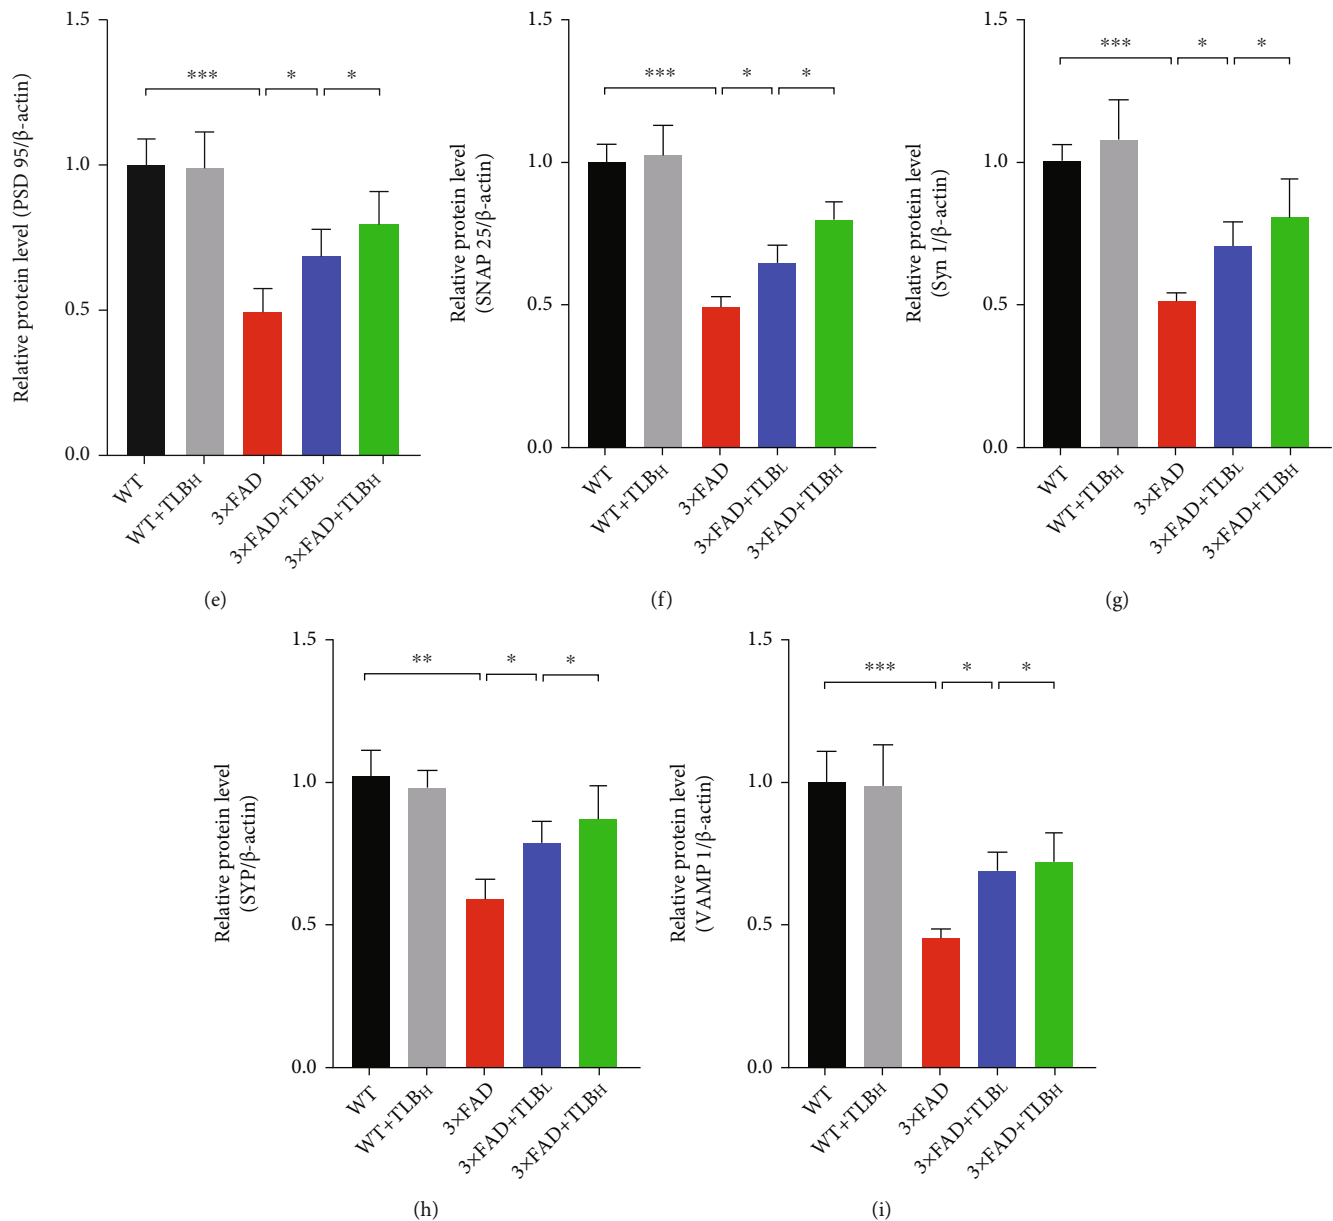 Relative protein level (PSD 95/β-actin)
1.5
1.0
0.5
0.0
***
*
*
WT
WT+TLBH
3×FAD
3×FAD+TLBL
3×FAD+TLBH
(e)
Relative protein level
(SNAP 25/β-actin)
1.5
1.0
0.5
0.0
***
*
*
WT
WT+TLBH
3×FAD
3×FAD+TLBL
3×FAD+TLBH
(f)
Relative protein level
(Syn 1/β-actin)
1.5
1.0
0.5
0.0
***
*
*
WT
WT+TLBH
3×FAD
3×FAD+TLBL
3×FAD+TLBH
(g)
Relative protein level
(SYP/β-actin)
1.5
1.0
0.5
0.0
**
*
*
WT
WT+TLBH
3×FAD
3×FAD+TLBL
3×FAD+TLBH
(h)
Relative protein level
(VAMP 1/β-actin)
1.5
1.0
0.5
0.0
***
*
*
WT
WT+TLBH
3×FAD
3×FAD+TLBL
3×FAD+TLBH
(i)